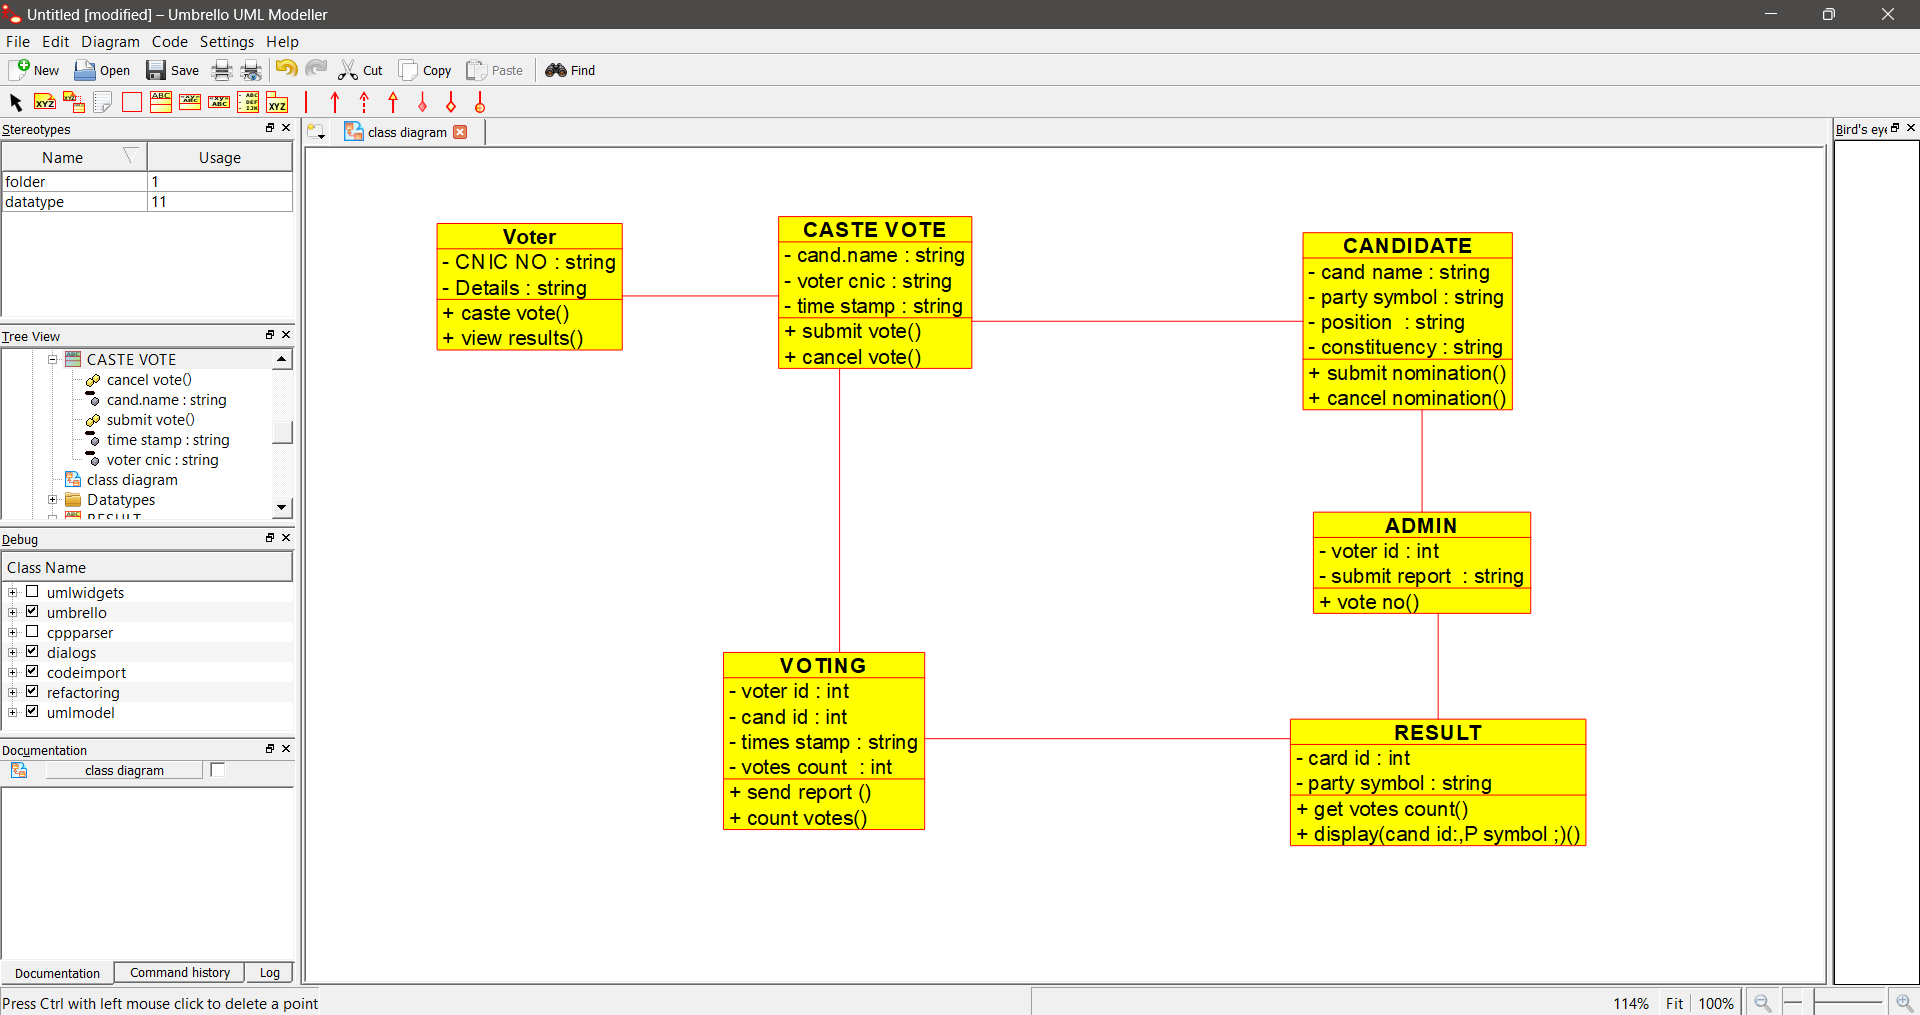 Untitled [modified] – Umbrello UML Modeller
File Edit Diagram Code Settings Help
New Open Save Cut Copy Paste Find
Stereotypes
Name Usage
folder 1
datatype 11
Tree View
CASTE VOTE
cancel vote()
cand.name : string
submit vote()
time stamp : string
voter cnic : string
class diagram
Datatypes
RESULT
Debug
Class Name
umlwidgets
umbrello
cppparser
dialogs
codeimport
refactoring
umlmodel
Documentation
class diagram
Documentation Command history Log
Press Ctrl with left mouse click to delete a point
class diagram
Voter
- CNIC NO : string
- Details : string
+ caste vote()
+ view results()
CASTE VOTE
- cand.name : string
- voter cnic : string
- time stamp : string
+ submit vote()
+ cancel vote()
CANDIDATE
- cand name : string
- party symbol : string
- position : string
- constituency : string
+ submit nomination()
+ cancel nomination()
ADMIN
- voter id : int
- submit report : string
+ vote no()
VOTING
- voter id : int
- cand id : int
- times stamp : string
- votes count : int
+ send report ()
+ count votes()
RESULT
- card id : int
- party symbol : string
+ get votes count()
+ display(cand id:,P symbol ;)()
Bird's eye
114% Fit 100%